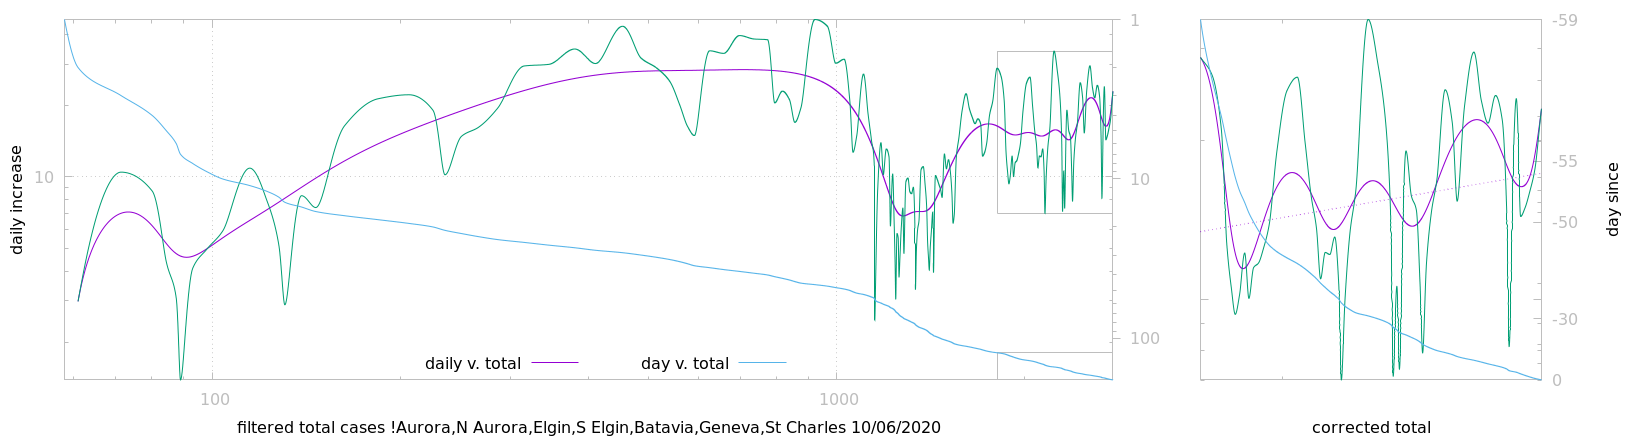 daily increase
10
100
1000
1
10
100
daily v. total
day v. total
filtered total cases !Aurora,N Aurora,Elgin,S Elgin,Batavia,Geneva,St Charles 10/06/2020
-59
-55
-50
-30
0
day since
corrected total